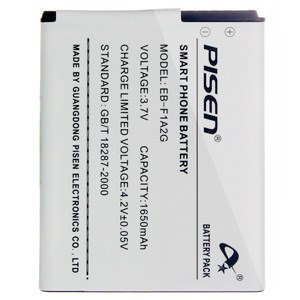 PISEN®
SMART PHONE BATTERY
MODEL: EB-F1A2G
VOLTAGE: 3.7V
CAPACITY: 1650mAh
CHARGE LIMITED VOLTAGE: 4.2V±0.05V
STANDARD: GB/T 18287-2000
MADE BY GUANGDONG PISEN ELECTRONICS CO., LTD.
BATTERY PACK